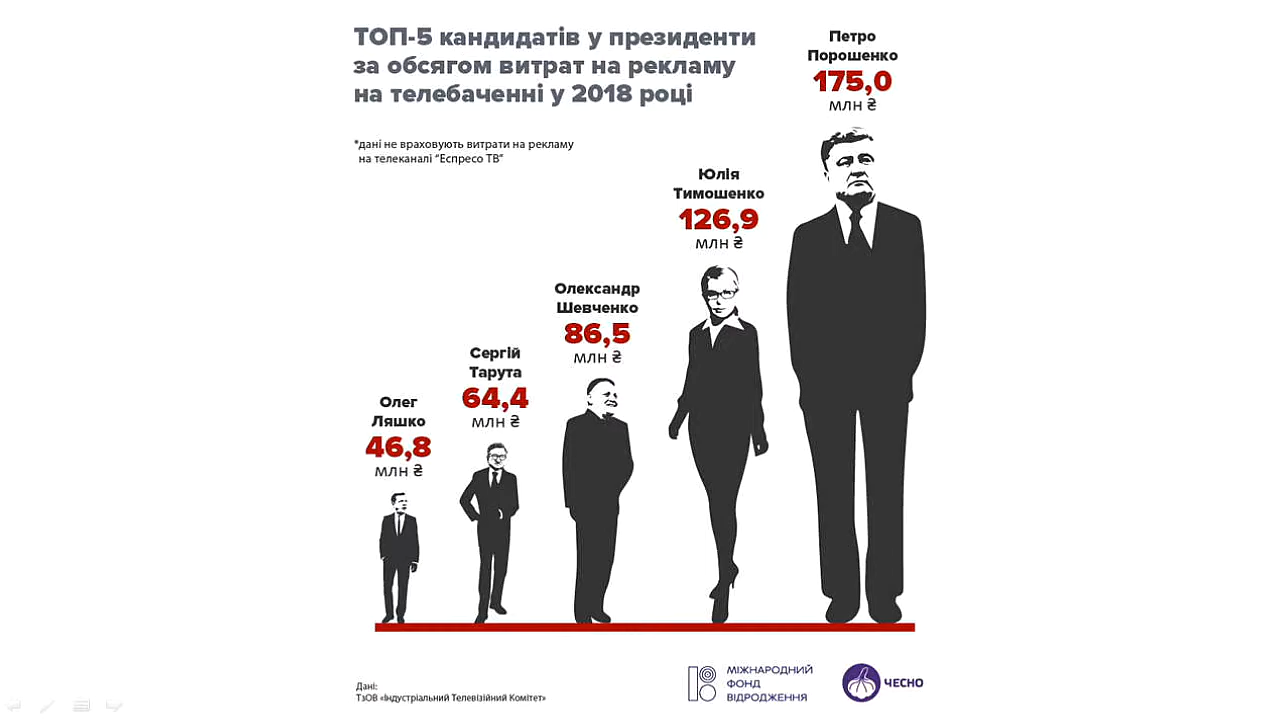 ТОП-5 кандидатів у президенти
за обсягом витрат на рекламу
на телебаченні у 2018 році
*дані не враховують витрати на рекламу
на телеканалі “Еспресо ТВ”
Петро
Порошенко
175,0
млн ₴
Юлія
Тимошенко
126,9
млн ₴
Олександр
Шевченко
86,5
млн ₴
Сергій
Тарута
64,4
млн ₴
Олег
Ляшко
46,8
млн ₴
Дані:
ТзОВ «Індустріальний Телевізійний Комітет»
МІЖНАРОДНИЙ
ФОНД
ВІДРОДЖЕННЯ
ЧЕСНО